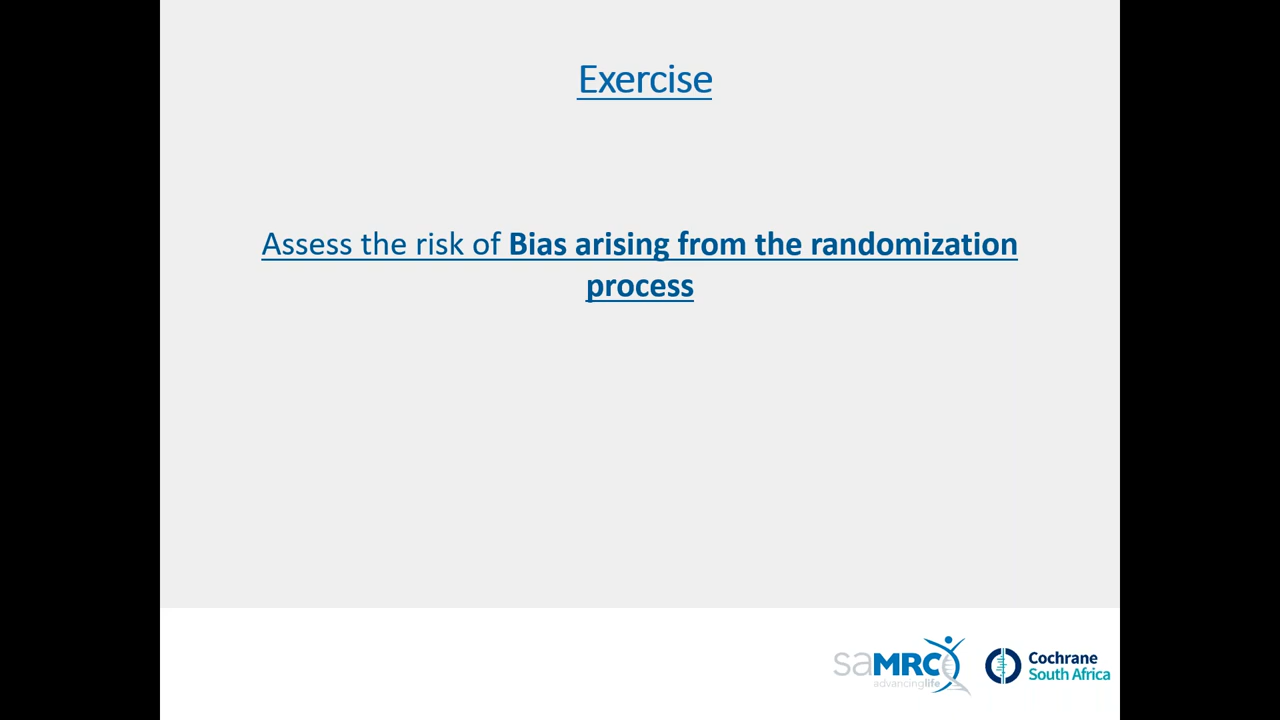 Exercise
Assess the risk of Bias arising from the randomization
process
saMRC
advancinglife
Cochrane
South Africa